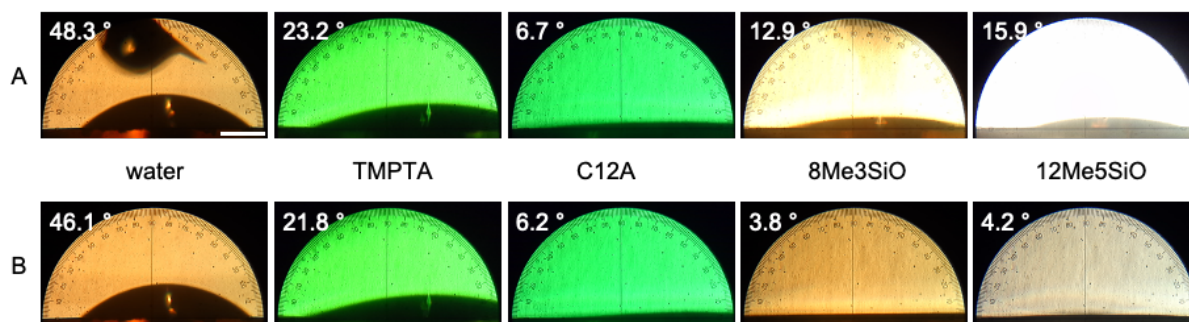 48.3 °
23.2 °
6.7 °
12.9 °
15.9 °
A
water
TMPTA
C12A
8Me3SiO
12Me5SiO
46.1 °
21.8 °
6.2 °
3.8 °
4.2 °
B